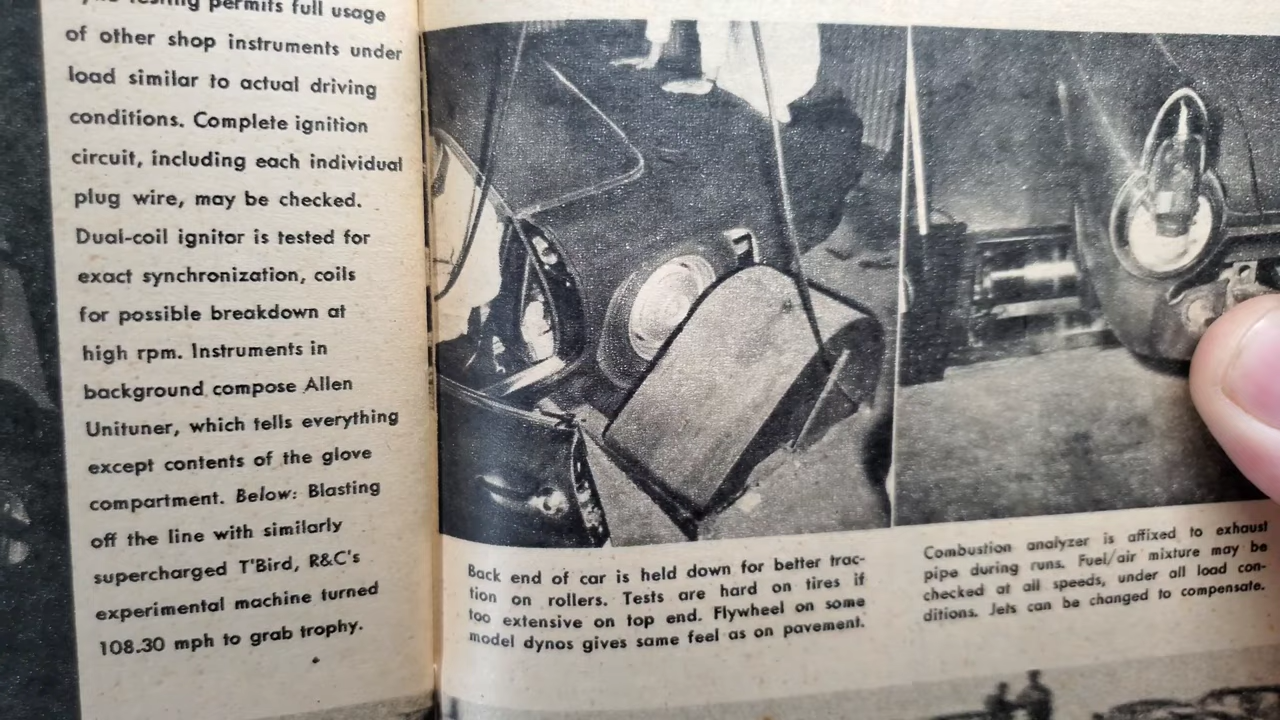 testing permits full usage
of other shop instruments under
load similar to actual driving
conditions. Complete ignition
circuit, including each individual
plug wire, may be checked.
Dual-coil ignitor is tested for
exact synchronization, coils
for possible breakdown at
high rpm. Instruments in
background compose Allen
Unituner, which tells everything
except contents of the glove
compartment. Below: Blasting
off the line with similarly
supercharged T'Bird, R&C's
experimental machine turned
108.30 mph to grab trophy.
Back end of car is held down for better trac-
tion on rollers. Tests are hard on tires if
too extensive on top end. Flywheel on some
model dynos gives same feel as on pavement.
Combustion analyzer is affixed to exhaust
pipe during runs. Fuel/air mixture may be
checked at all speeds, under all load con-
ditions. Jets can be changed to compensate.